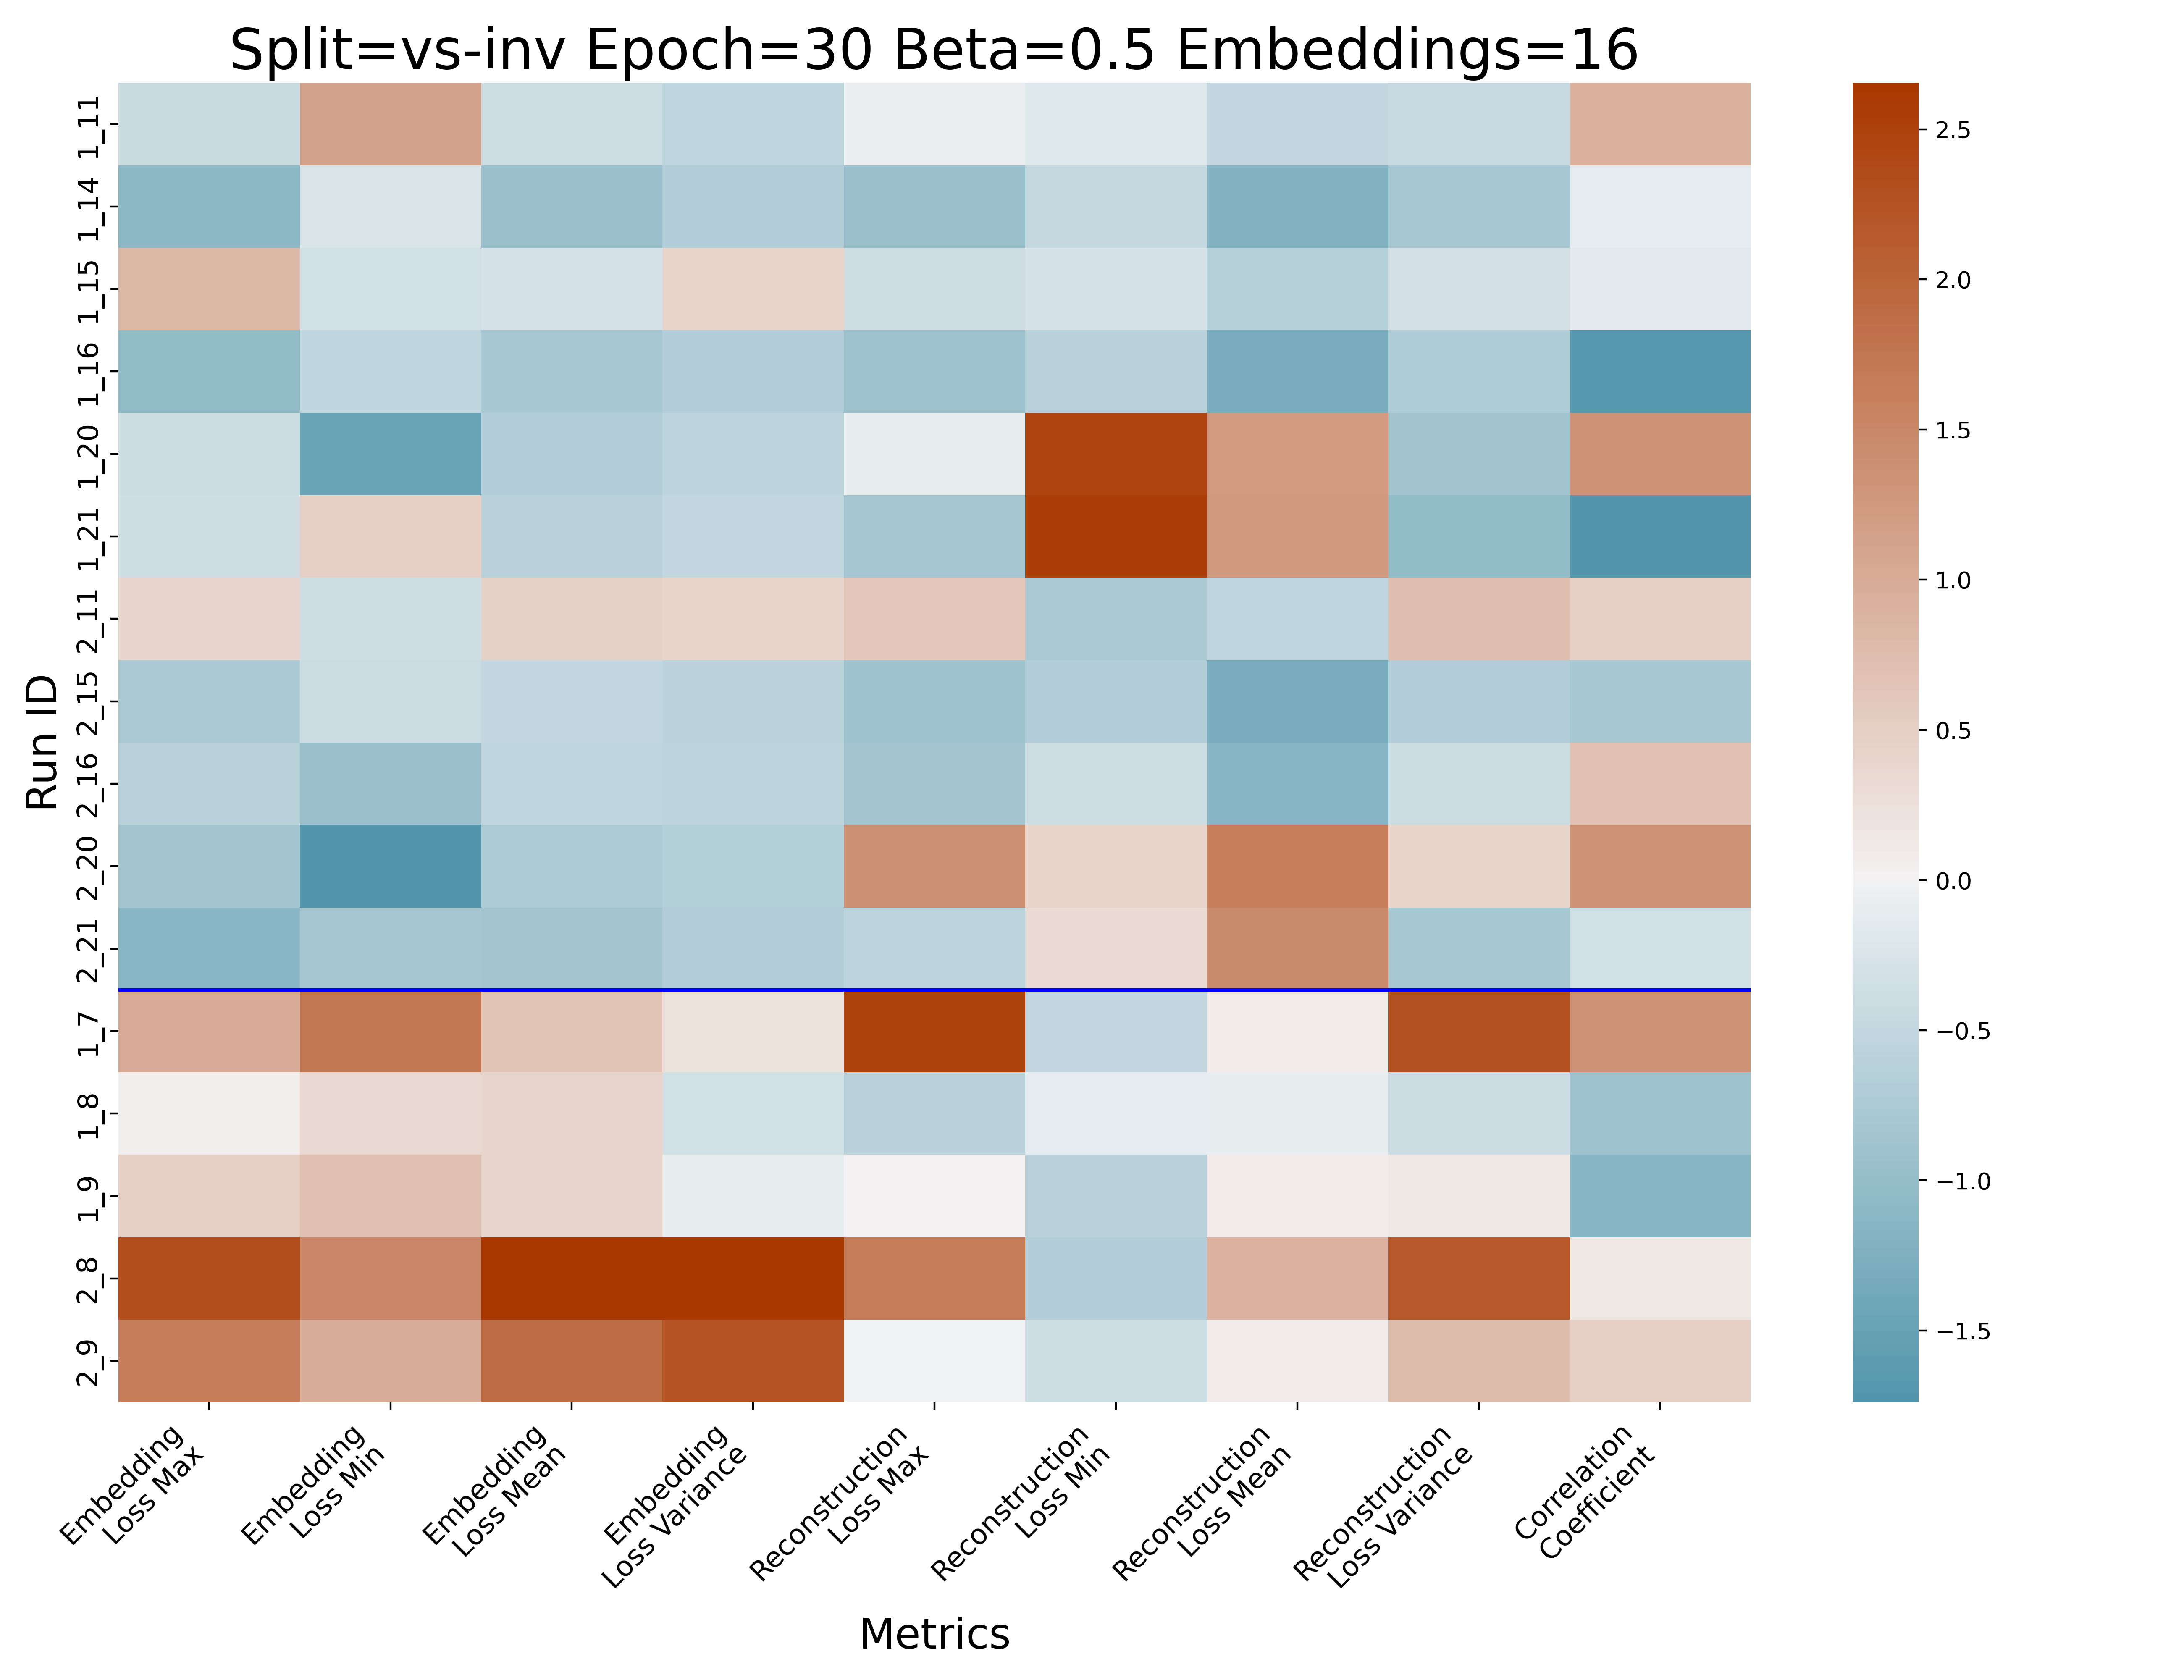 Split=vs-inv Epoch=30 Beta=0.5 Embeddings=16
Run ID
1_11
1_14
1_15
1_16
1_20
1_21
2_11
2_15
2_16
2_20
2_21
1_7
1_8
1_9
2_8
2_9
Embedding
Loss Max
Embedding
Loss Min
Embedding
Loss Mean
Embedding
Loss Variance
Reconstruction
Loss Max
Reconstruction
Loss Min
Reconstruction
Loss Mean
Reconstruction
Loss Variance
Correlation
Coefficient
Metrics
2.5
2.0
1.5
1.0
0.5
0.0
−0.5
−1.0
−1.5